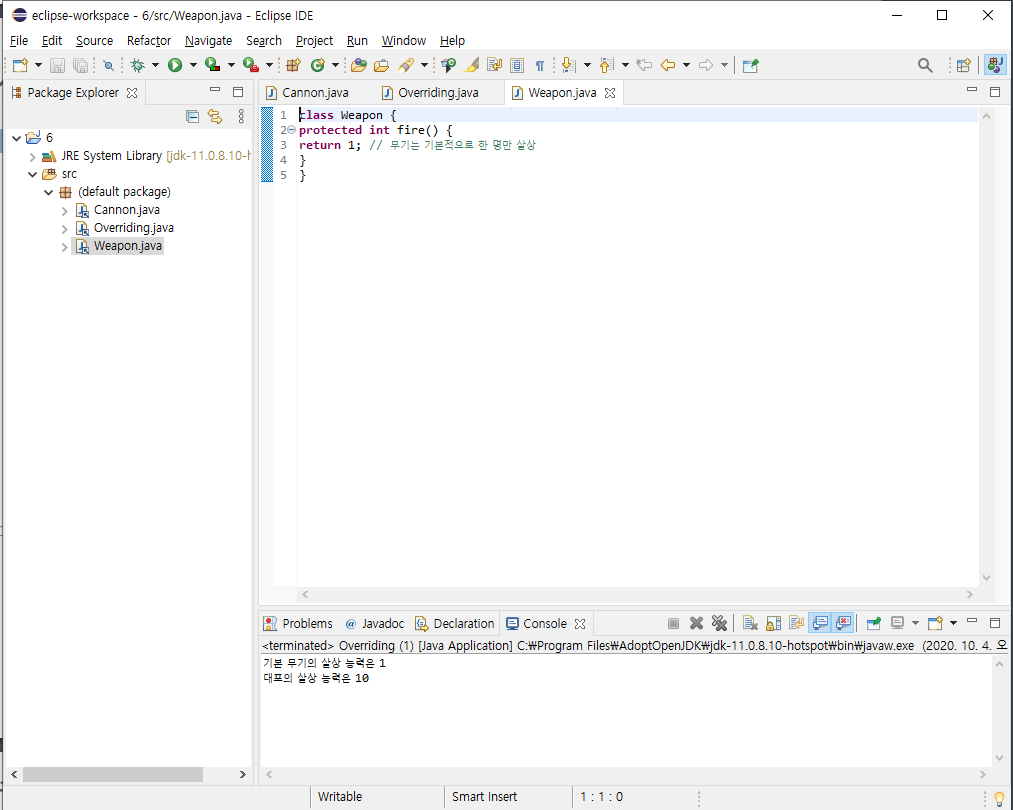 eclipse-workspace - 6/src/Weapon.java - Eclipse IDE
File Edit Source Refactor Navigate Search Project Run Window Help
Package Explorer
6
JRE System Library [jdk-11.0.8.10-h
src
(default package)
Cannon.java
Overriding.java
Weapon.java
Cannon.java Overriding.java Weapon.java
1 class Weapon {
2 protected int fire() {
3 return 1; // 무기는 기본적으로 한 명만 살상
4 }
5 }
Problems @ Javadoc Declaration Console
<terminated> Overriding (1) [Java Application] C:₩Program Files₩AdoptOpenJDK₩jdk-11.0.8.10-hotspot₩bin₩javaw.exe (2020. 10. 4. 오
기본 무기의 살상 능력은 1
대포의 살상 능력은 10
Writable Smart Insert 1 : 1 : 0